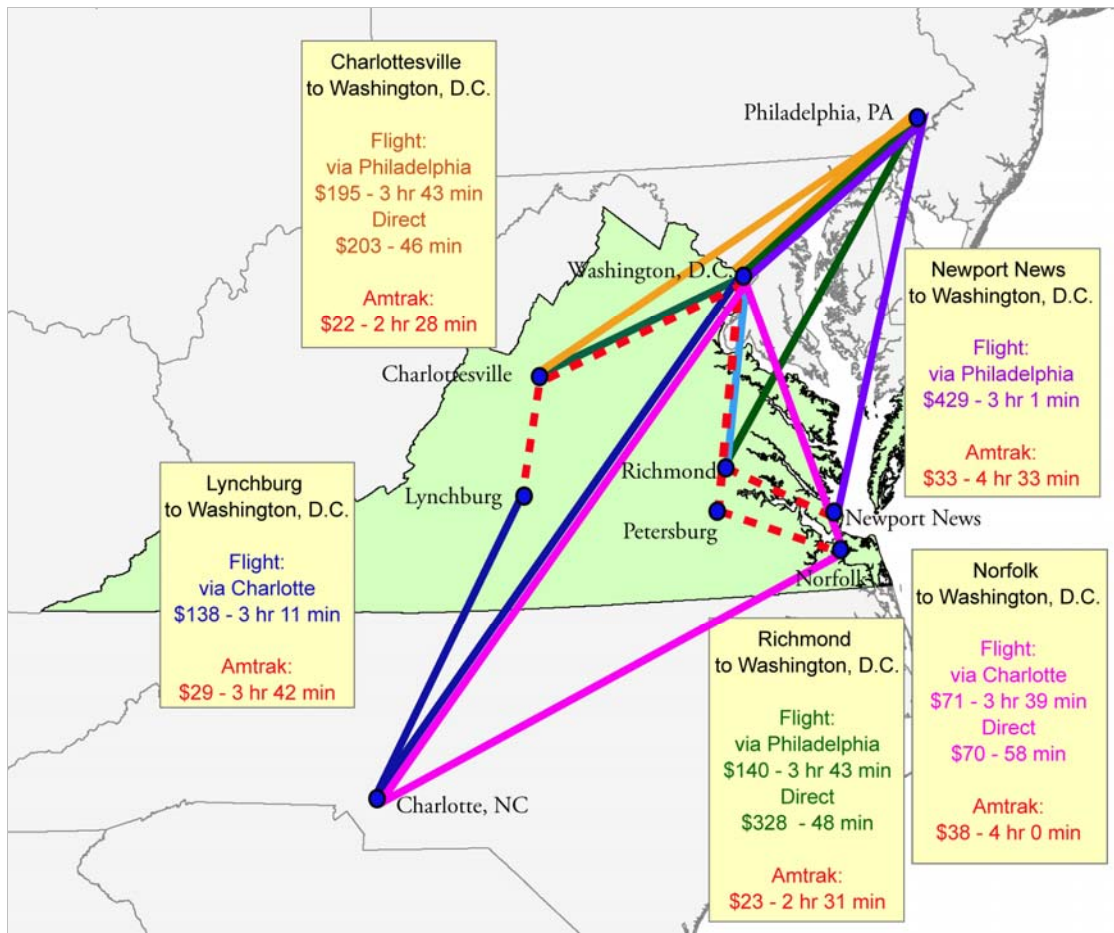 Charlottesville
to Washington, D.C.
Flight:
via Philadelphia
$195 - 3 hr 43 min
Direct
$203 - 46 min
Amtrak:
$22 - 2 hr 28 min
Philadelphia, PA
Washington, D.C.
Newport News
to Washington, D.C.
Flight:
via Philadelphia
$429 - 3 hr 1 min
Amtrak:
$33 - 4 hr 33 min
Charlottesville
Richmond
Lynchburg
Petersburg
Newport News
Norfolk
Lynchburg
to Washington, D.C.
Flight:
via Charlotte
$138 - 3 hr 11 min
Amtrak:
$29 - 3 hr 42 min
Norfolk
to Washington, D.C.
Flight:
via Charlotte
$71 - 3 hr 39 min
Direct
$70 - 58 min
Amtrak:
$38 - 4 hr 0 min
Richmond
to Washington, D.C.
Flight:
via Philadelphia
$140 - 3 hr 43 min
Direct
$328 - 48 min
Amtrak:
$23 - 2 hr 31 min
Charlotte, NC